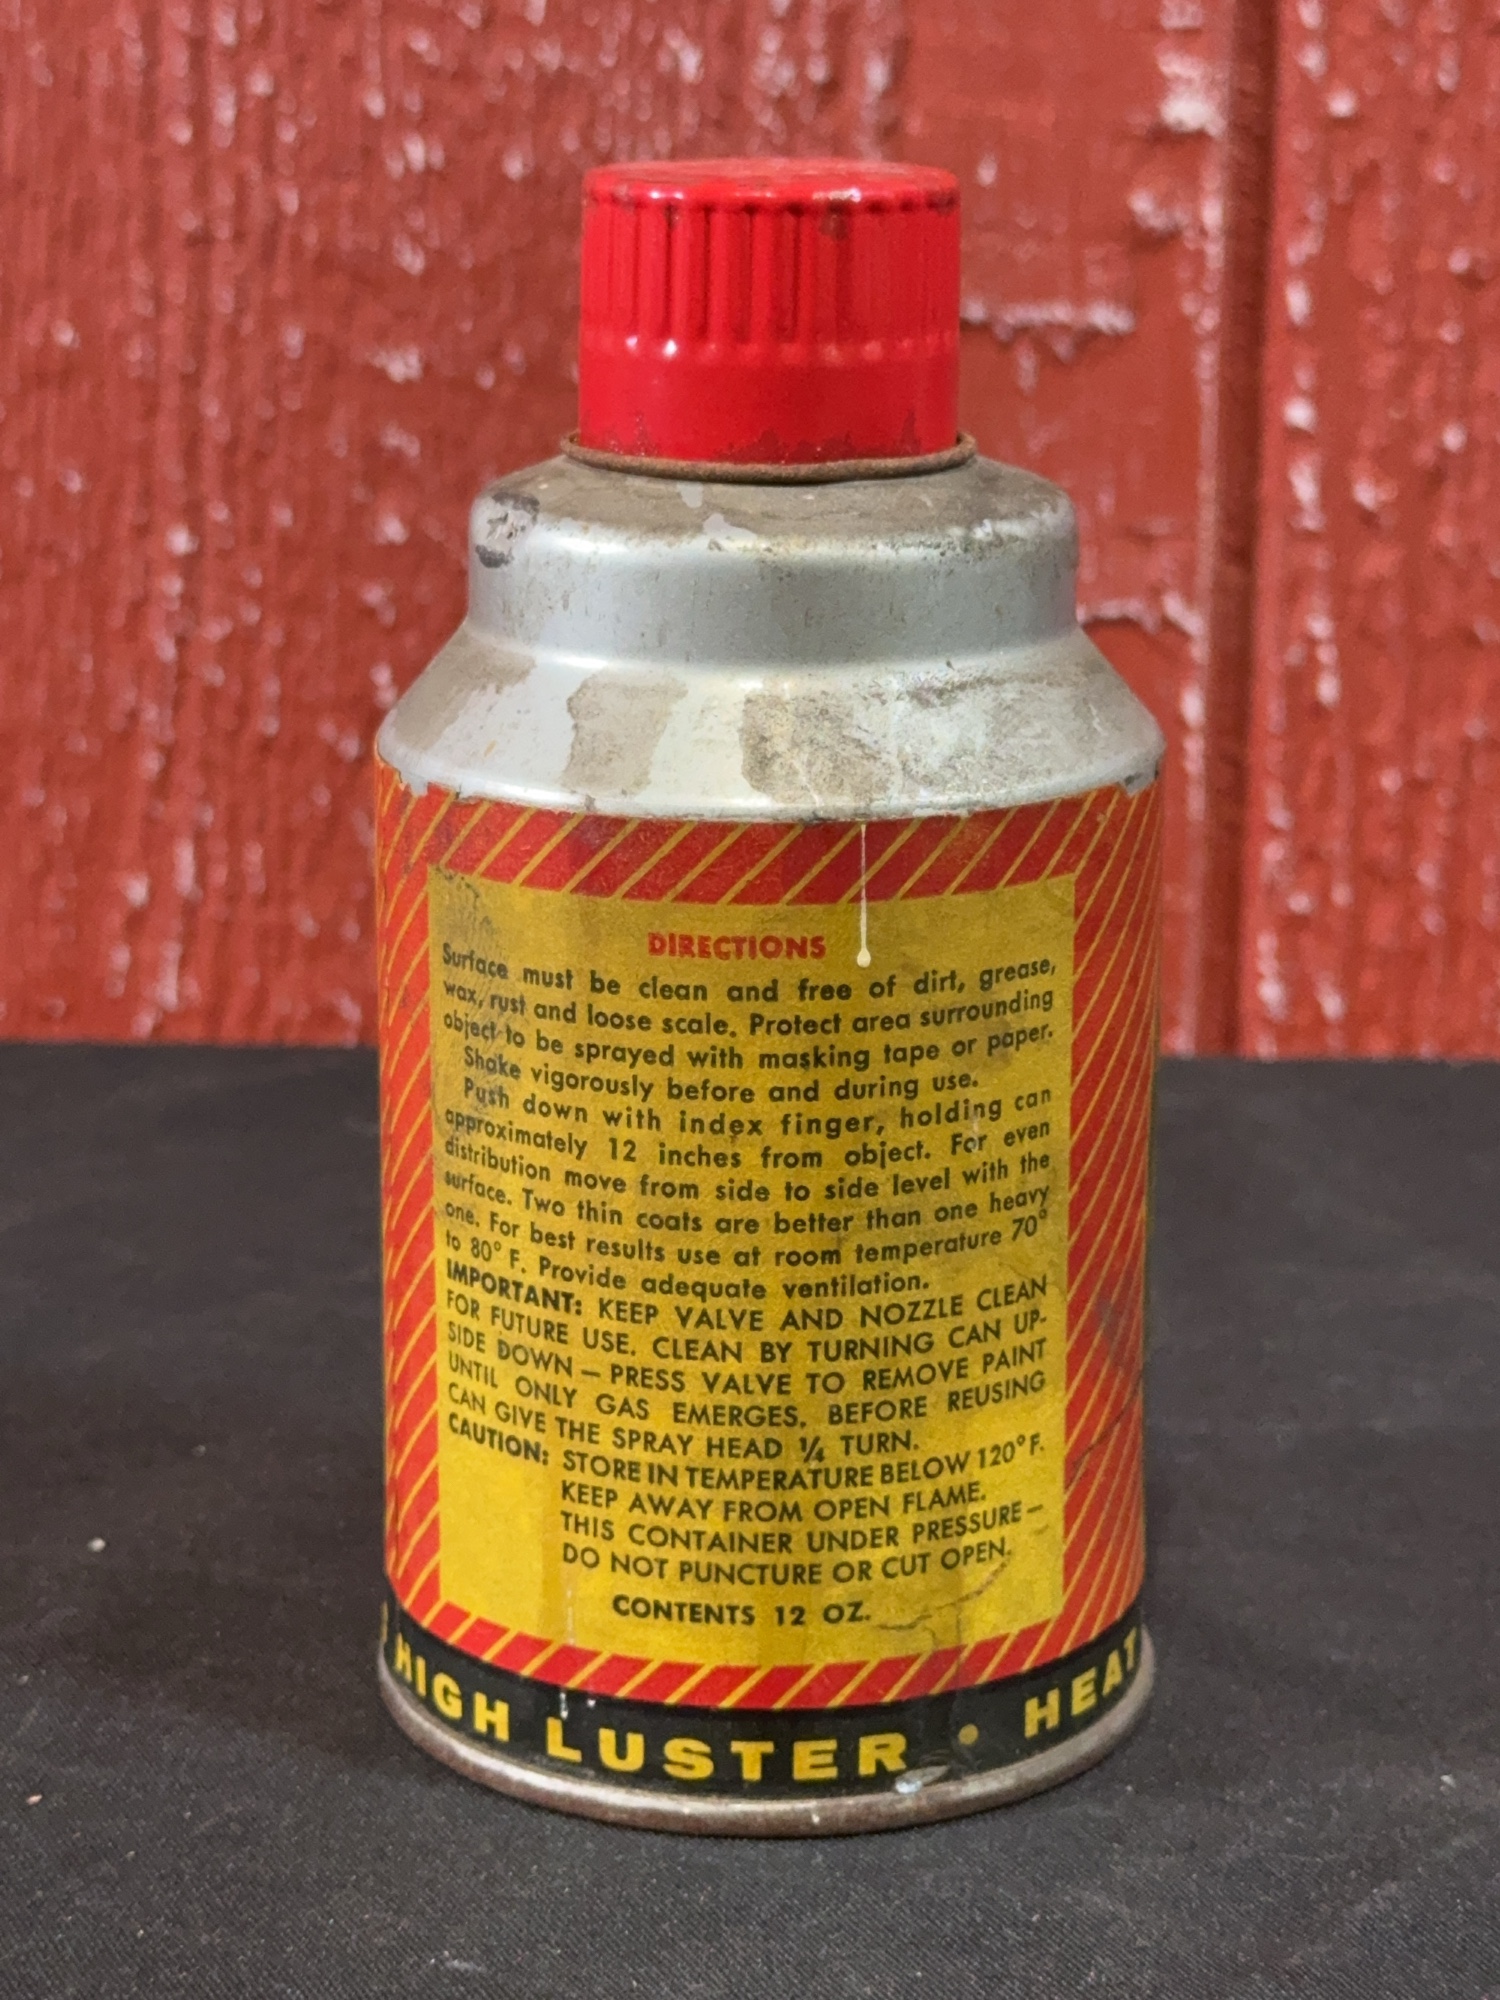 DIRECTIONS
Surface must be clean and free of dirt, grease,
wax, rust and loose scale. Protect area surrounding
object to be sprayed with masking tape or paper.
Shake vigorously before and during use.
Push down with index finger, holding can
approximately 12 inches from object. For even
distribution move from side to side level with the
surface. Two thin coats are better than one heavy
one. For best results use at room temperature 70°
to 80° F. Provide adequate ventilation.
IMPORTANT: KEEP VALVE AND NOZZLE CLEAN
FOR FUTURE USE. CLEAN BY TURNING CAN UP-
SIDE DOWN — PRESS VALVE TO REMOVE PAINT
UNTIL ONLY GAS EMERGES. BEFORE REUSING
CAN GIVE THE SPRAY HEAD ¼ TURN.
CAUTION: STORE IN TEMPERATURE BELOW 120° F.
KEEP AWAY FROM OPEN FLAME.
THIS CONTAINER UNDER PRESSURE —
DO NOT PUNCTURE OR CUT OPEN.
CONTENTS 12 OZ.
HIGH LUSTER • HEAT